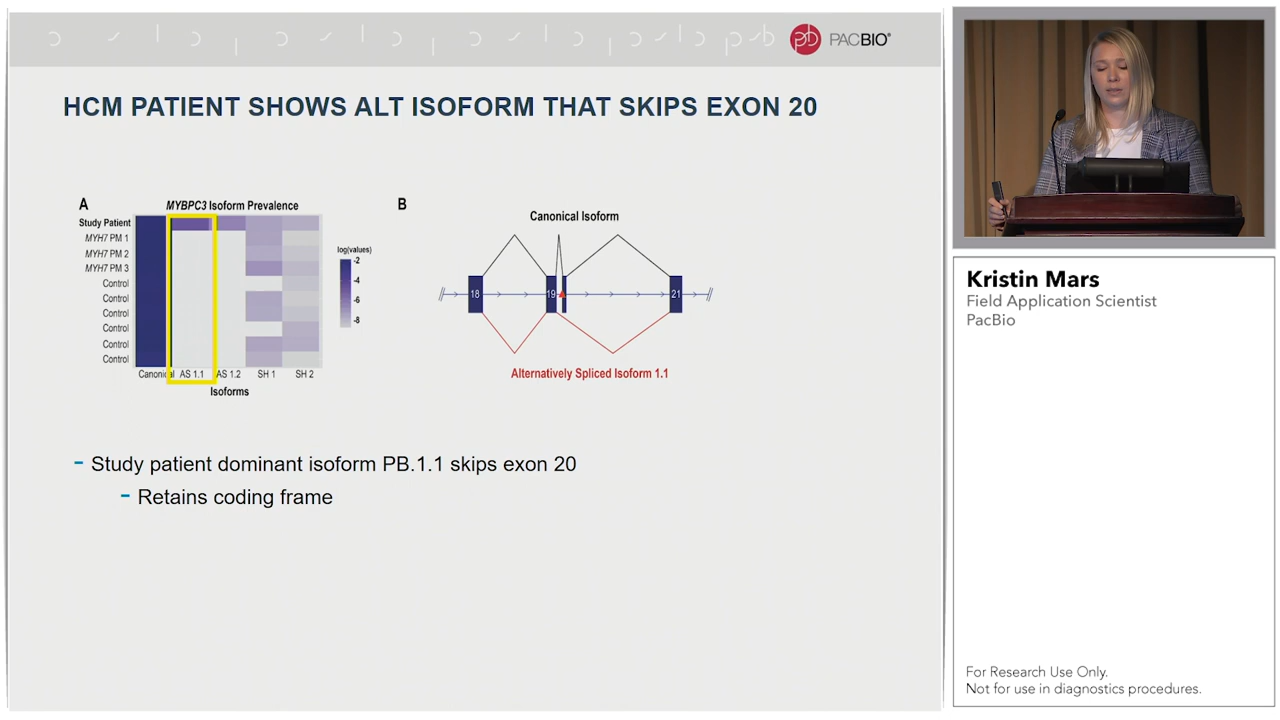 PACBIO®
HCM PATIENT SHOWS ALT ISOFORM THAT SKIPS EXON 20
A
MYBPC3 Isoform Prevalence
Study Patient
MYH7 PM 1
MYH7 PM 2
MYH7 PM 3
Control
Control
Control
Control
Control
Control
Canonical AS 1.1 AS 1.2 SH 1 SH 2
Isoforms
log(values)
-2
-4
-6
-8
B
Canonical Isoform
18 19 21
Alternatively Spliced Isoform 1.1
- Study patient dominant isoform PB.1.1 skips exon 20
- Retains coding frame
Kristin Mars
Field Application Scientist
PacBio
For Research Use Only.
Not for use in diagnostics procedures.